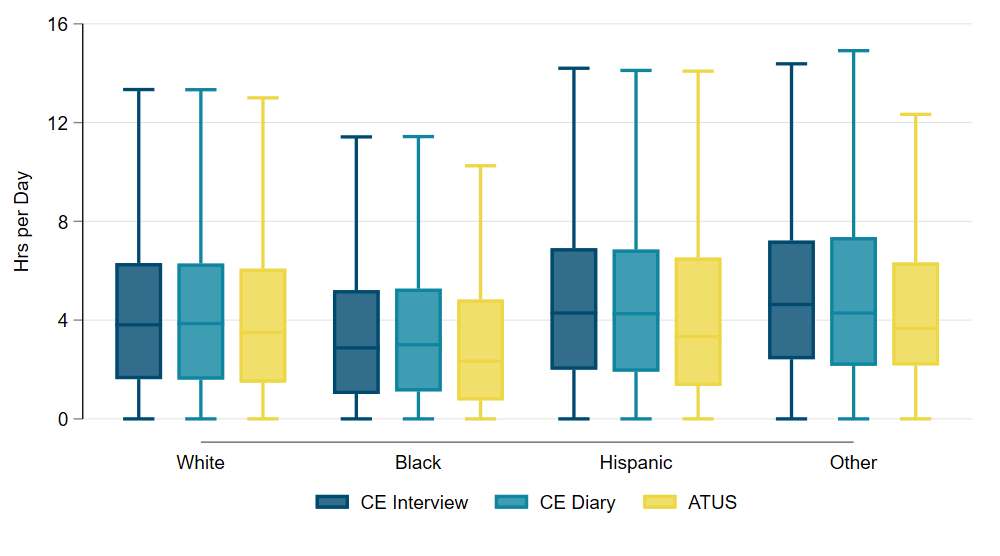 16
12
8
4
0
Hrs per Day
White Black Hispanic Other
CE Interview CE Diary ATUS